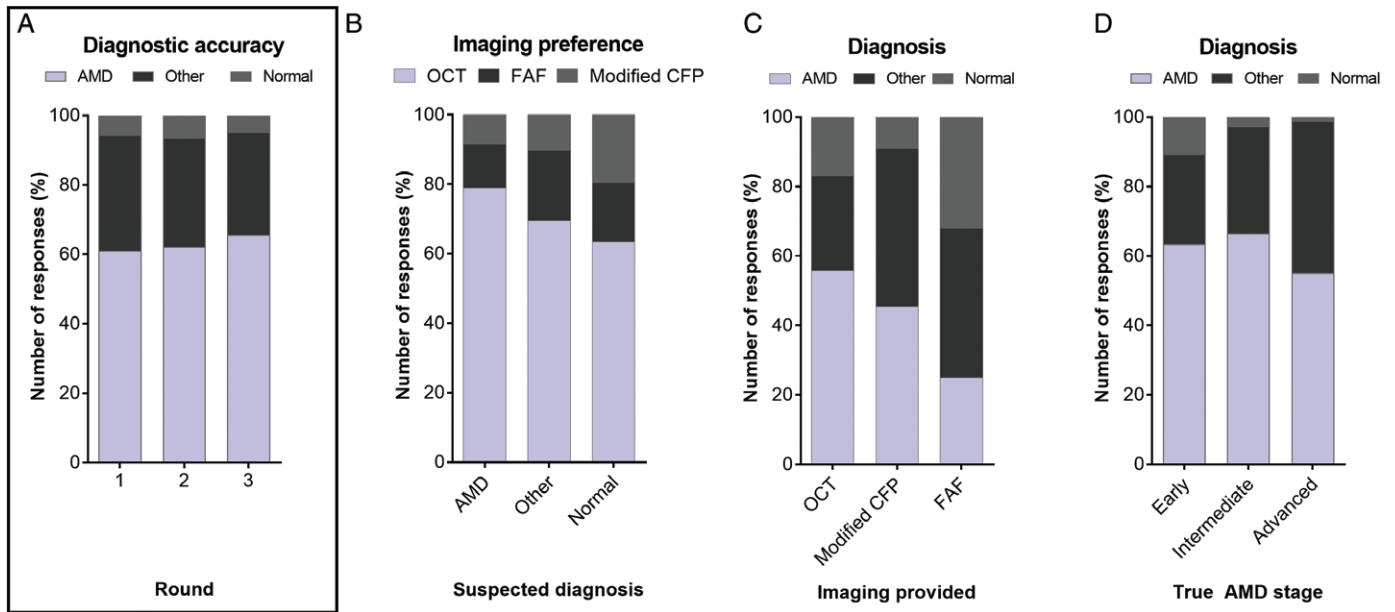 A
Diagnostic accuracy
AMD Other Normal
Number of responses (%)
100
80
60
40
20
0
1 2 3
Round
B
Imaging preference
OCT FAF Modified CFP
Number of responses (%)
100
80
60
40
20
0
AMD Other Normal
Suspected diagnosis
C
Diagnosis
AMD Other Normal
Number of responses (%)
100
80
60
40
20
0
OCT Modified CFP FAF
Imaging provided
D
Diagnosis
AMD Other Normal
Number of responses (%)
100
80
60
40
20
0
Early Intermediate Advanced
True AMD stage